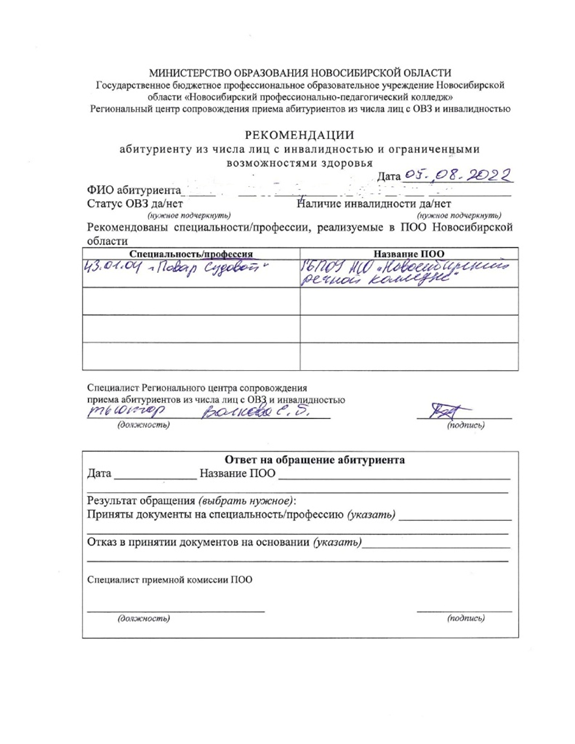 МИНИСТЕРСТВО ОБРАЗОВАНИЯ НОВОСИБИРСКОЙ ОБЛАСТИ
Государственное бюджетное профессиональное образовательное учреждение Новосибирской
области «Новосибирский профессионально-педагогический колледж»
Региональный центр сопровождения приема абитуриентов из числа лиц с ОВЗ и инвалидностью
РЕКОМЕНДАЦИИ
абитуриенту из числа лиц с инвалидностью и ограниченными
возможностями здоровья
Дата 05.08.2022
ФИО абитуриента
Статус ОВЗ да/нет Наличие инвалидности да/нет
(нужное подчеркнуть) (нужное подчеркнуть)
Рекомендованы специальности/профессии, реализуемые в ПОО Новосибирской
области
Специальность/профессия Название ПОО
43.01.04 "Повар Судовой" ГБПОУ НСО "Новосибирский
речной колледж"
Специалист Регионального центра сопровождения
приема абитуриентов из числа лиц с ОВЗ и инвалидностью
тьютор Волкова Е.Б.
(должность) (подпись)
Ответ на обращение абитуриента
Дата Название ПОО
Результат обращения (выбрать нужное):
Приняты документы на специальность/профессию (указать)
Отказ в принятии документов на основании (указать)
Специалист приемной комиссии ПОО
(должность) (подпись)